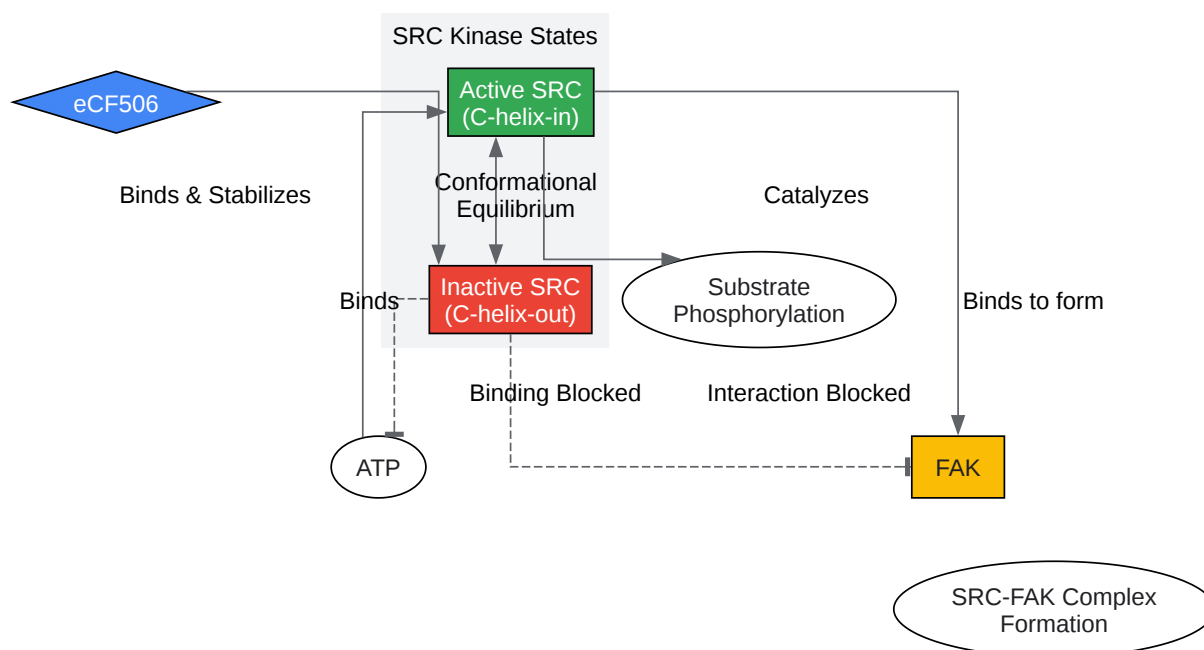 SRC Kinase States
eCF506
Active SRC
(C-helix-in)
Binds & Stabilizes
Conformational
Equilibrium
Catalyzes
Binds
Inactive SRC
(C-helix-out)
Substrate
Phosphorylation
Binds to form
Binding Blocked
Interaction Blocked
ATP
FAK
SRC-FAK Complex
Formation